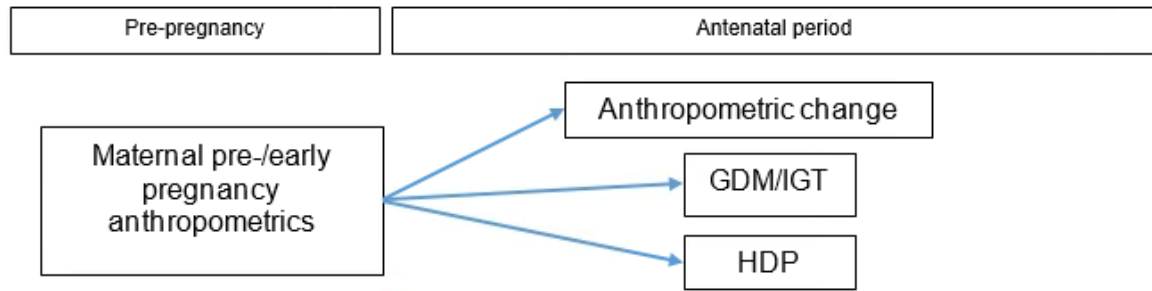 Pre-pregnancy
Antenatal period
Anthropometric change
Maternal pre-/early
pregnancy
anthropometrics
GDM/IGT
HDP